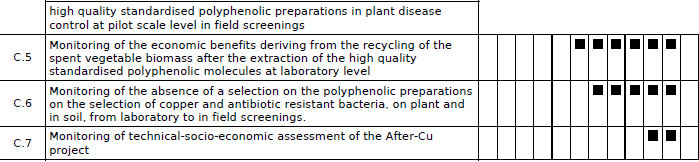 high quality standardised polyphenolic preparations in plant disease
control at pilot scale level in field screenings
C.5
Monitoring of the economic benefits deriving from the recycling of the
spent vegetable biomass after the extraction of the high quality
standardised polyphenolic molecules at laboratory level
C.6
Monitoring of the absence of a selection on the polyphenolic preparations
on the selection of copper and antibiotic resistant bacteria, on plant and
in soil, from laboratory to in field screenings.
C.7
Monitoring of technical-socio-economic assessment of the After-Cu
project